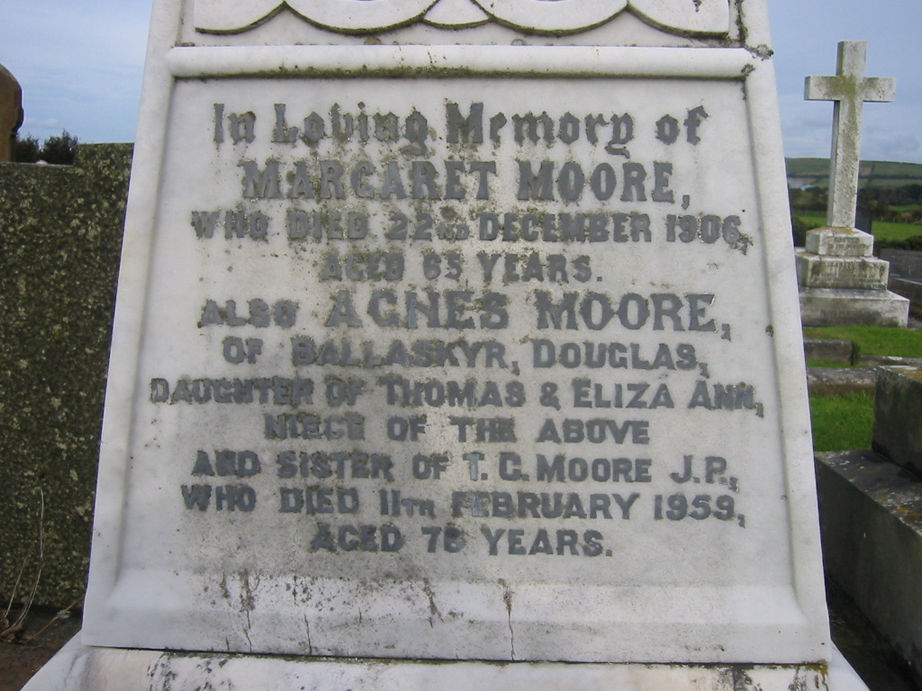 In Loving Memory of
MARGARET MOORE,
WHO DIED 22ND DECEMBER 1906,
AGED 63 YEARS.
ALSO AGNES MOORE,
OF BALLASKYR, DOUGLAS,
DAUGHTER OF THOMAS & ELIZA ANN,
NIECE OF THE ABOVE
AND SISTER OF T. C. MOORE J.P.,
WHO DIED 11TH FEBRUARY 1959,
AGED 76 YEARS.